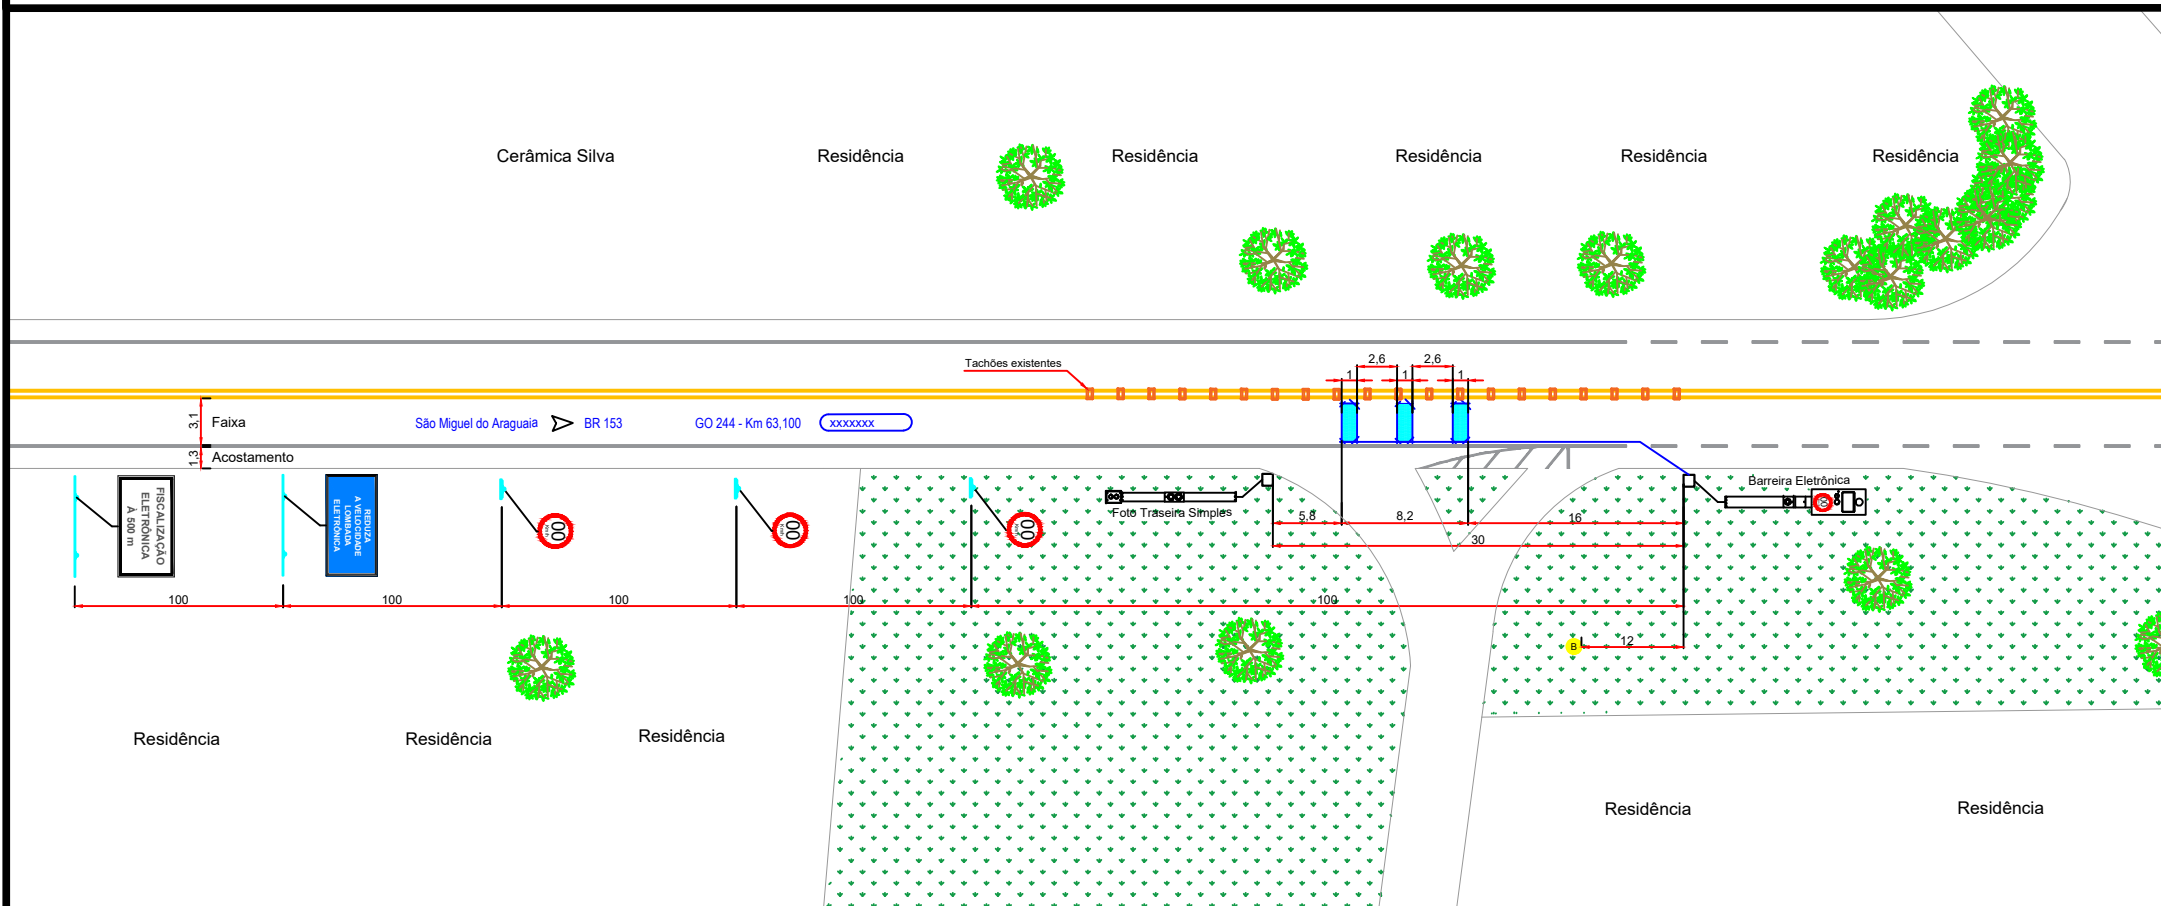 Cerâmica Silva
Residência
Residência
Residência
Residência
Residência
Tachões existentes
2,6
2,6
1
1
1
3,1
Faixa
São Miguel do Araguaia
BR 153
GO 244 - Km 63,100
xxxxxxx
1,3
Acostamento
FISCALIZAÇÃO
ELETRÔNICA
À 500 m
REDUZA
A VELOCIDADE
LOMBADA
ELETRÔNICA
00
km/h
00
km/h
00
km/h
Foto Traseira Simples
Barreira Eletrônica
5,8
8,2
16
30
100
100
100
100
100
12
B
Residência
Residência
Residência
Residência
Residência